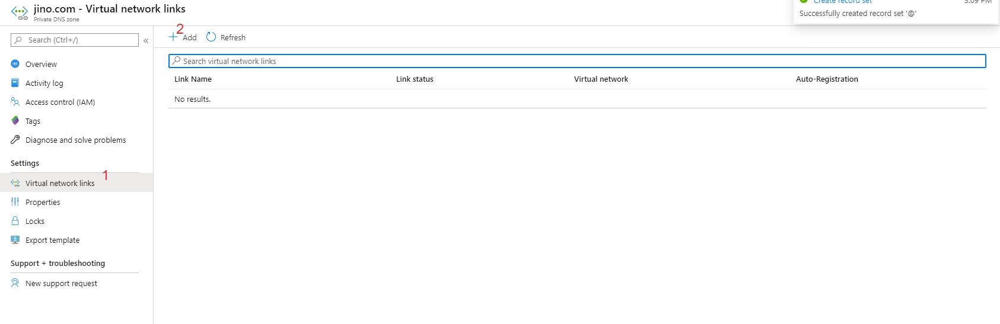 jino.com - Virtual network links
Private DNS zone
Create record set
3:09 PM
Successfully created record set '@'
Search (Ctrl+/)
«
2
Add
Refresh
Search virtual network links
Link Name
Link status
Virtual network
Auto-Registration
No results.
Overview
Activity log
Access control (IAM)
Tags
Diagnose and solve problems
Settings
1
Virtual network links
Properties
Locks
Export template
Support + troubleshooting
New support request